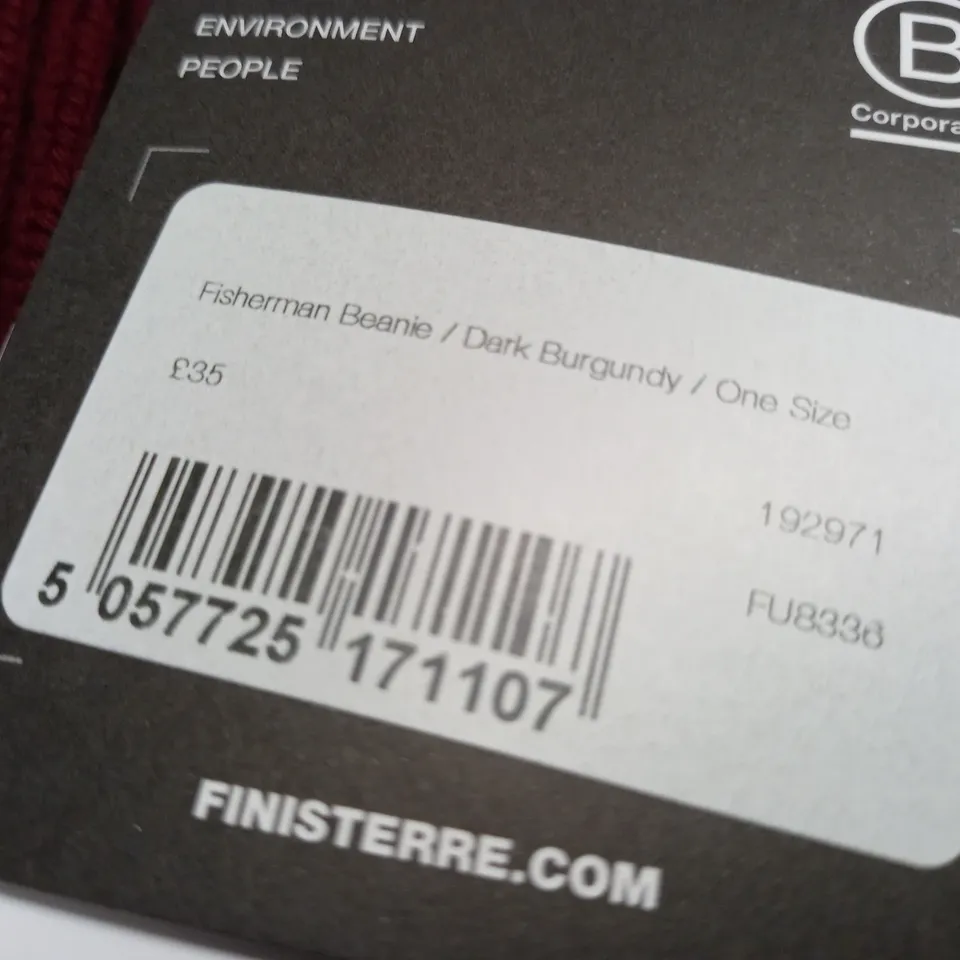 ENVIRONMENT
PEOPLE
B
Corpora
Fisherman Beanie / Dark Burgundy / One Size
£35
192971
FU8336
5 057725 171107
FINISTERRE.COM